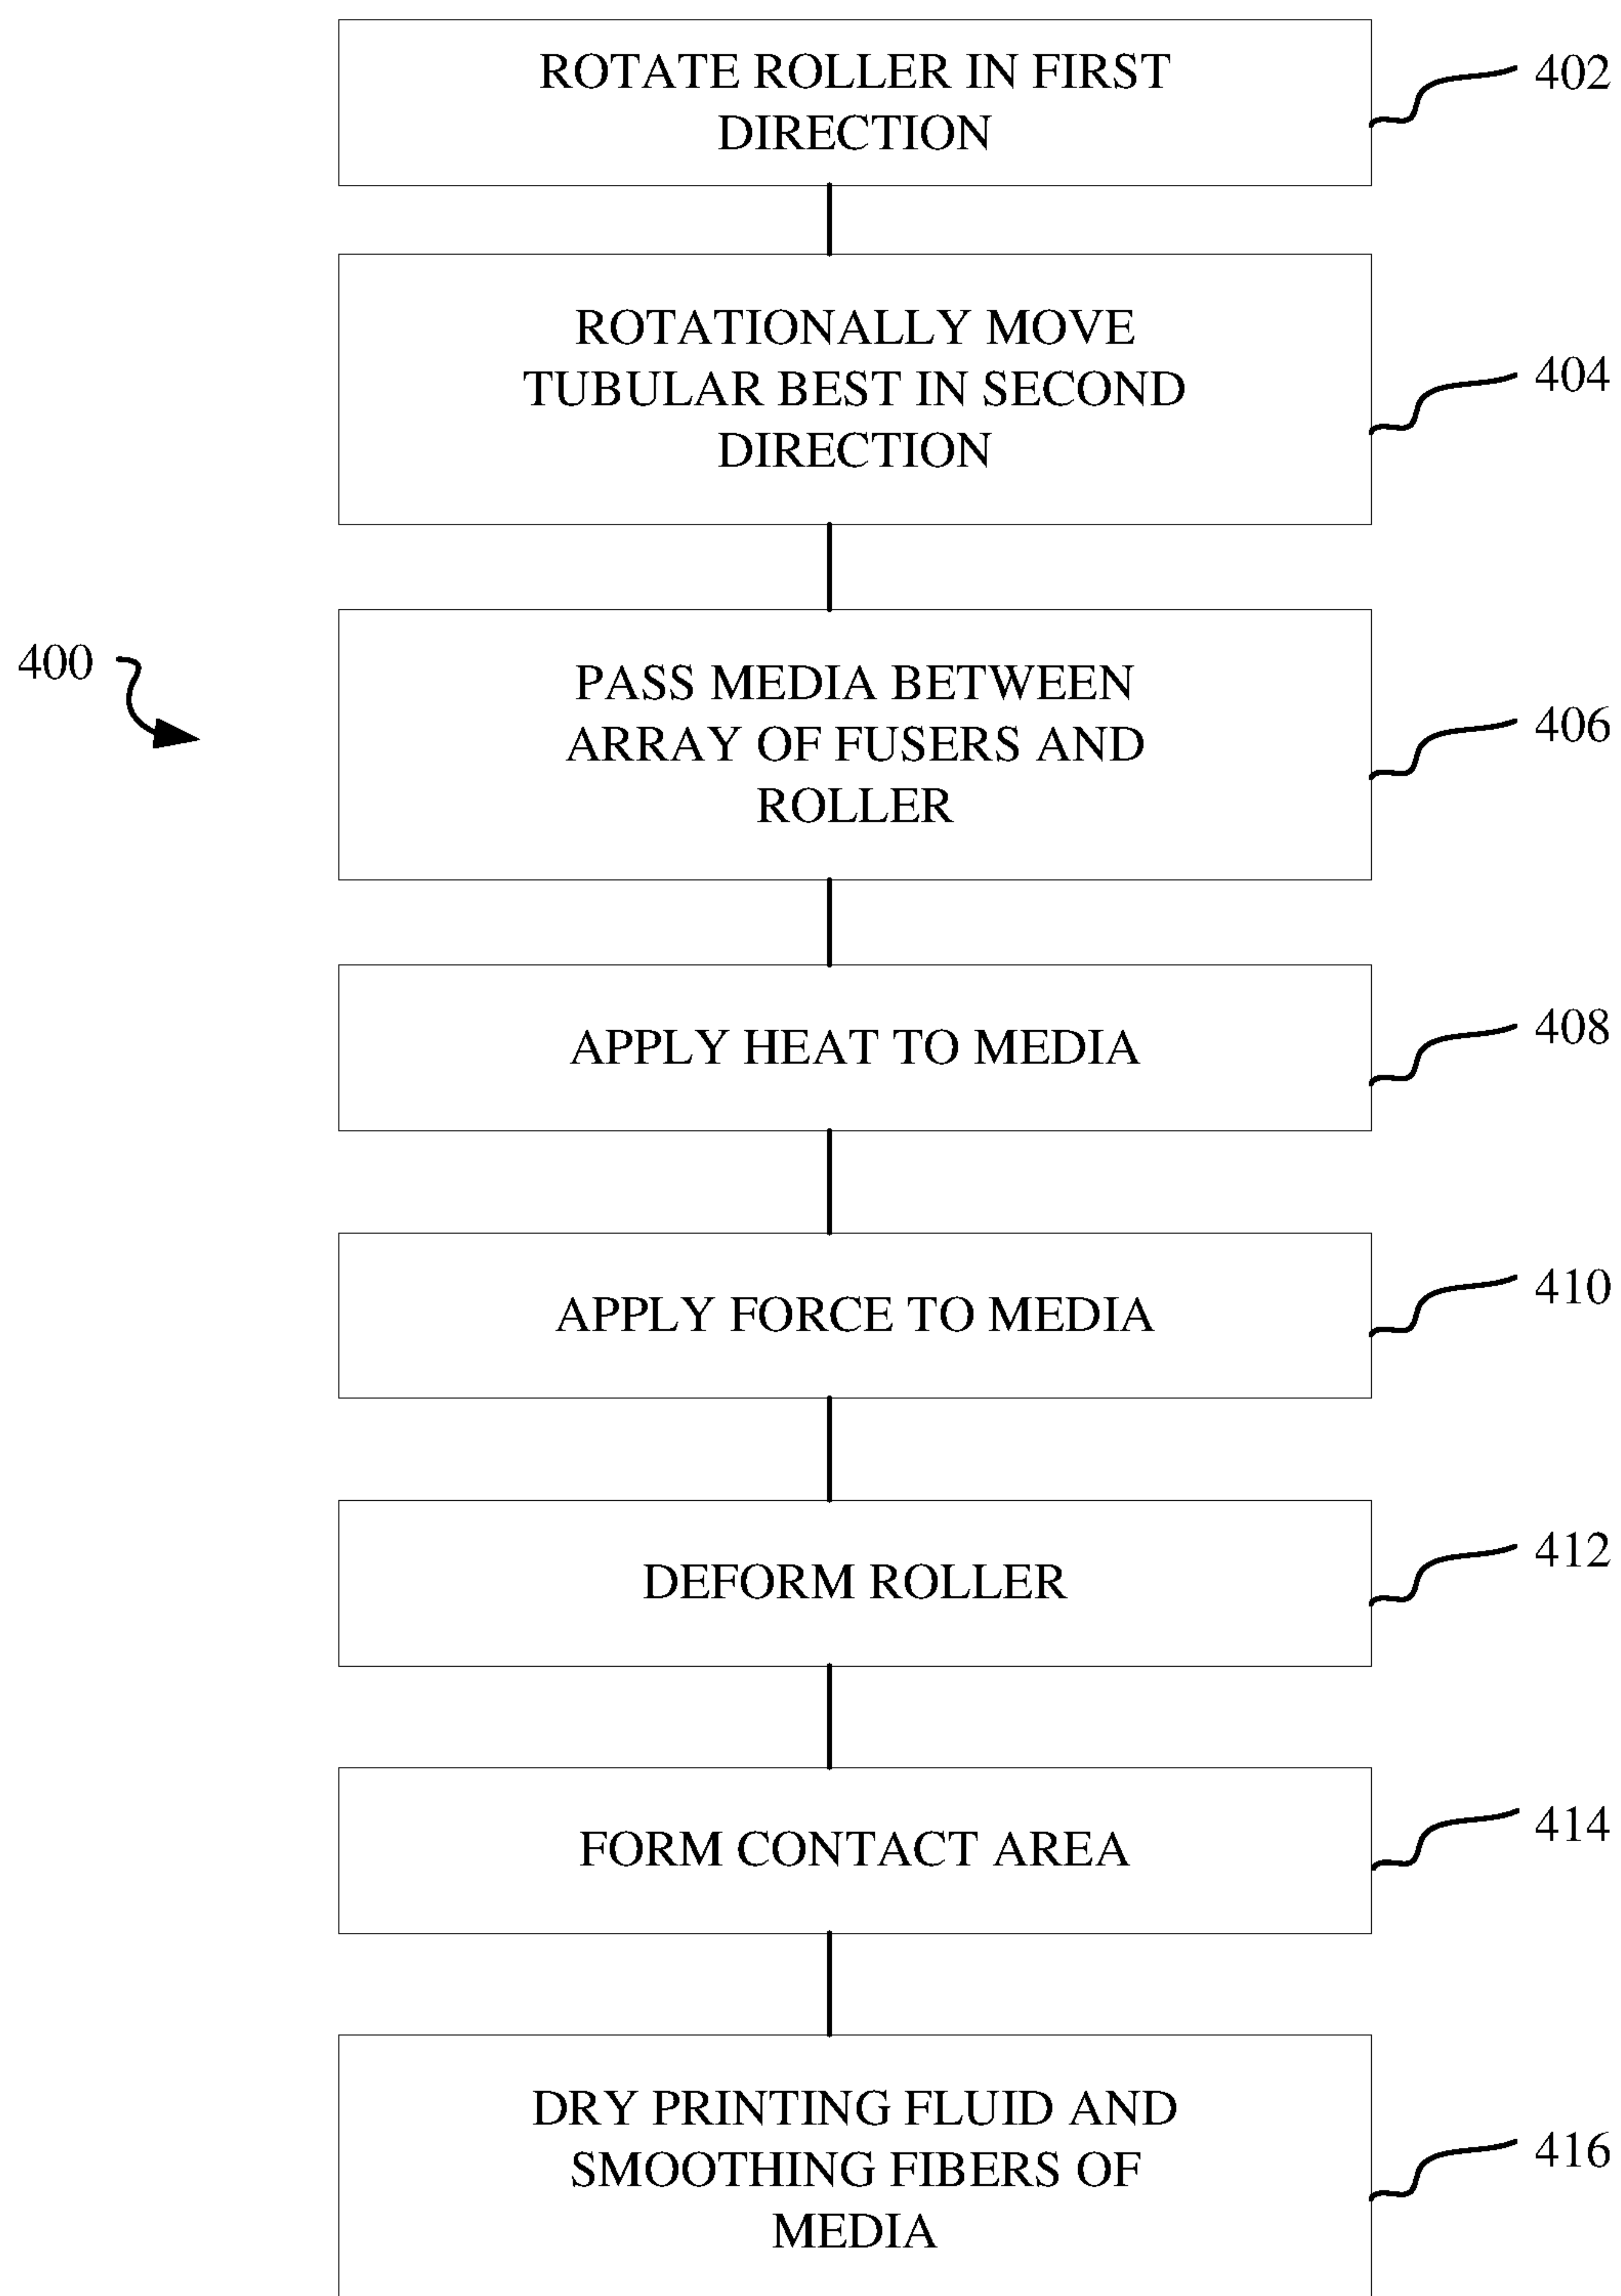 ROTATE ROLLER IN FIRST
DIRECTION
402
ROTATIONALLY MOVE
TUBULAR BEST IN SECOND
DIRECTION
404
400
PASS MEDIA BETWEEN
ARRAY OF FUSERS AND
ROLLER
406
APPLY HEAT TO MEDIA
408
APPLY FORCE TO MEDIA
410
DEFORM ROLLER
412
FORM CONTACT AREA
414
DRY PRINTING FLUID AND
SMOOTHING FIBERS OF
MEDIA
416